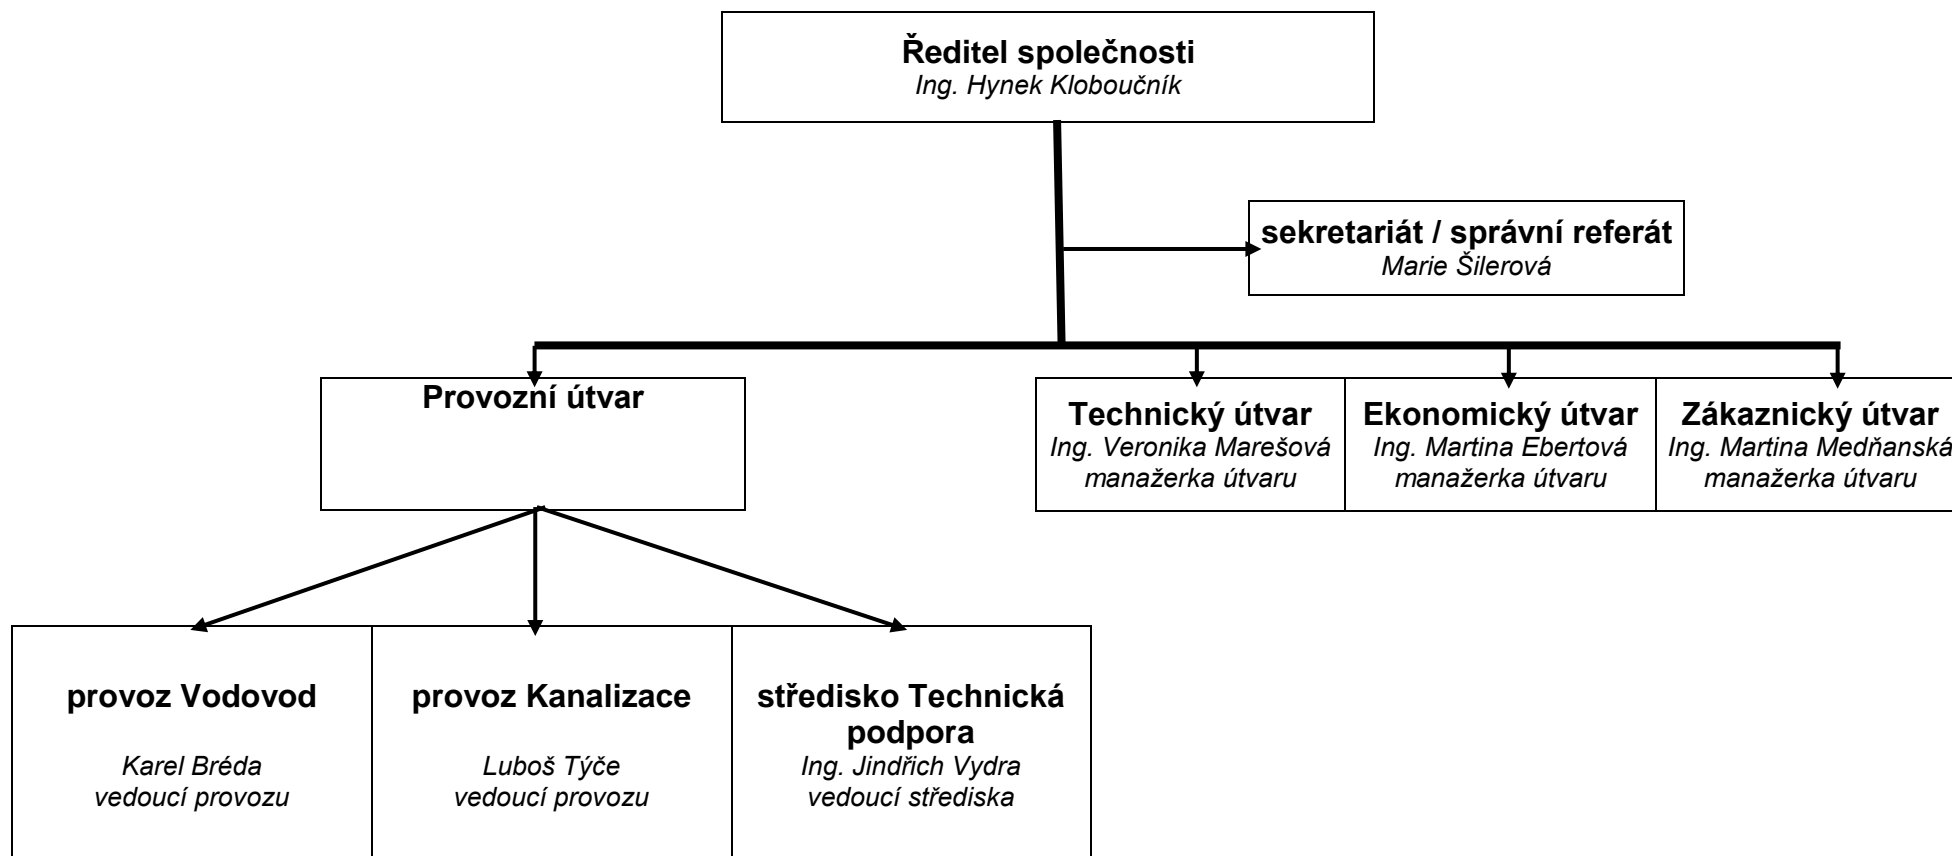 Ředitel společnosti
Ing. Hynek Kloboučník
sekretariát / správní referát
Marie Šilerová
Provozní útvar
Technický útvar
Ing. Veronika Marešová
manažerka útvaru
Ekonomický útvar
Ing. Martina Ebertová
manažerka útvaru
Zákaznický útvar
Ing. Martina Medňanská
manažerka útvaru
provoz Vodovod
Karel Bréda
vedoucí provozu
provoz Kanalizace
Luboš Týče
vedoucí provozu
středisko Technická
podpora
Ing. Jindřich Vydra
vedoucí střediska